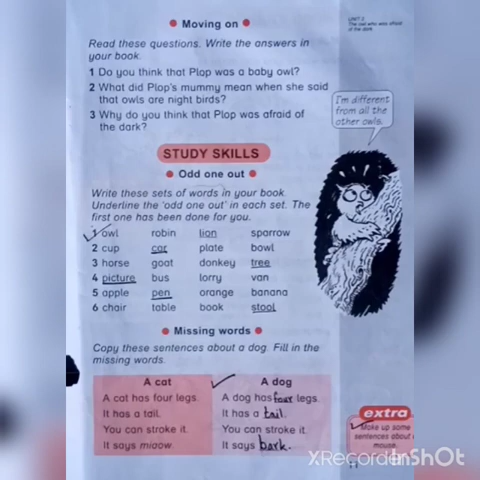 Moving on
UNIT 2
The owl who was afraid
of the dark
Read these questions. Write the answers in
your book.
1 Do you think that Plop was a baby owl?
2 What did Plop's mummy mean when she said
that owls are night birds?
3 Why do you think that Plop was afraid of
the dark?
I'm different
from all the
other owls.
STUDY SKILLS
Odd one out
Write these sets of words in your book.
Underline the 'odd one out' in each set. The
first one has been done for you.
1 owl robin lion sparrow
2 cup car plate bowl
3 horse goat donkey tree
4 picture bus lorry van
5 apple pen orange banana
6 chair table book stool
Missing words
Copy these sentences about a dog. Fill in the
missing words.
A cat A dog
A cat has four legs. A dog has four legs.
It has a tail. It has a tail.
You can stroke it. You can stroke it.
It says miaow. It says bark.
extra
Make up some
sentences about
mouse.
XRecorder
InShOt